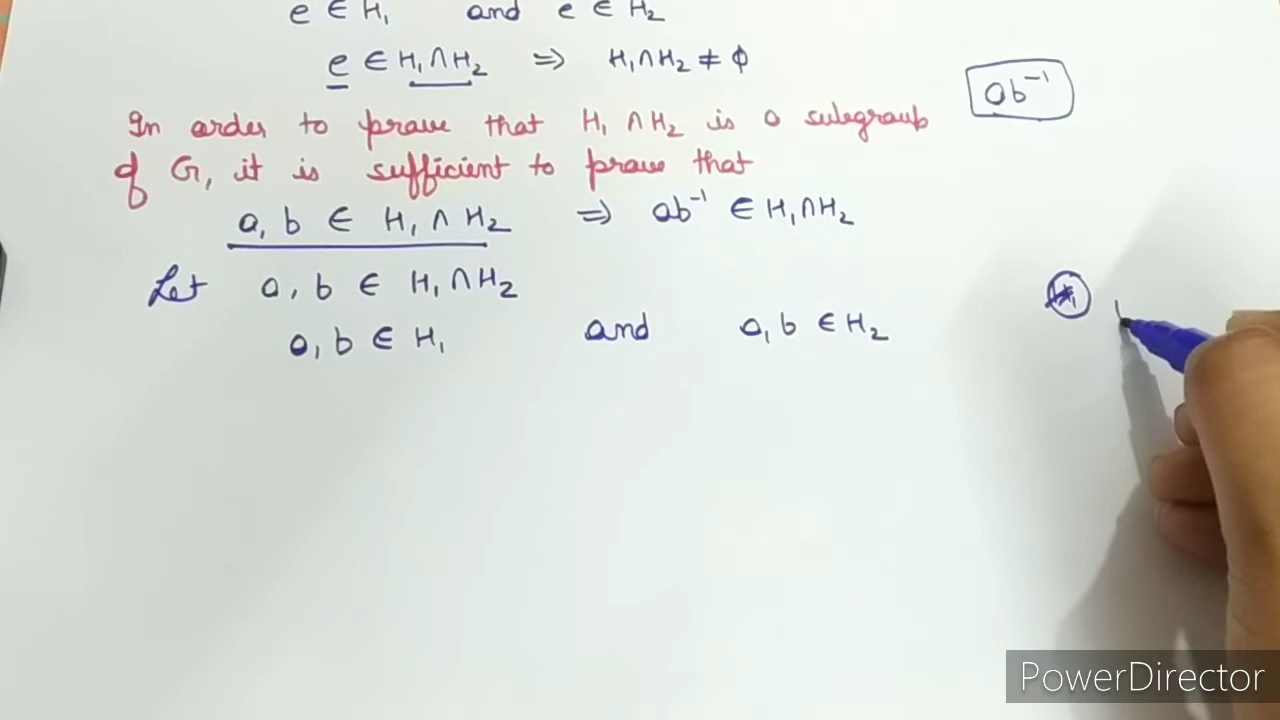 e ∈ H₁ and e ∈ H₂
e ∈ H₁∩H₂ ⇒ H₁∩H₂ ≠ ϕ
ab⁻¹
In order to prove that H₁∩H₂ is a subgroup
of G, it is sufficient to prove that
a, b ∈ H₁∩H₂ ⇒ ab⁻¹ ∈ H₁∩H₂
Let a, b ∈ H₁∩H₂
a, b ∈ H₁ and a, b ∈ H₂
PowerDirector